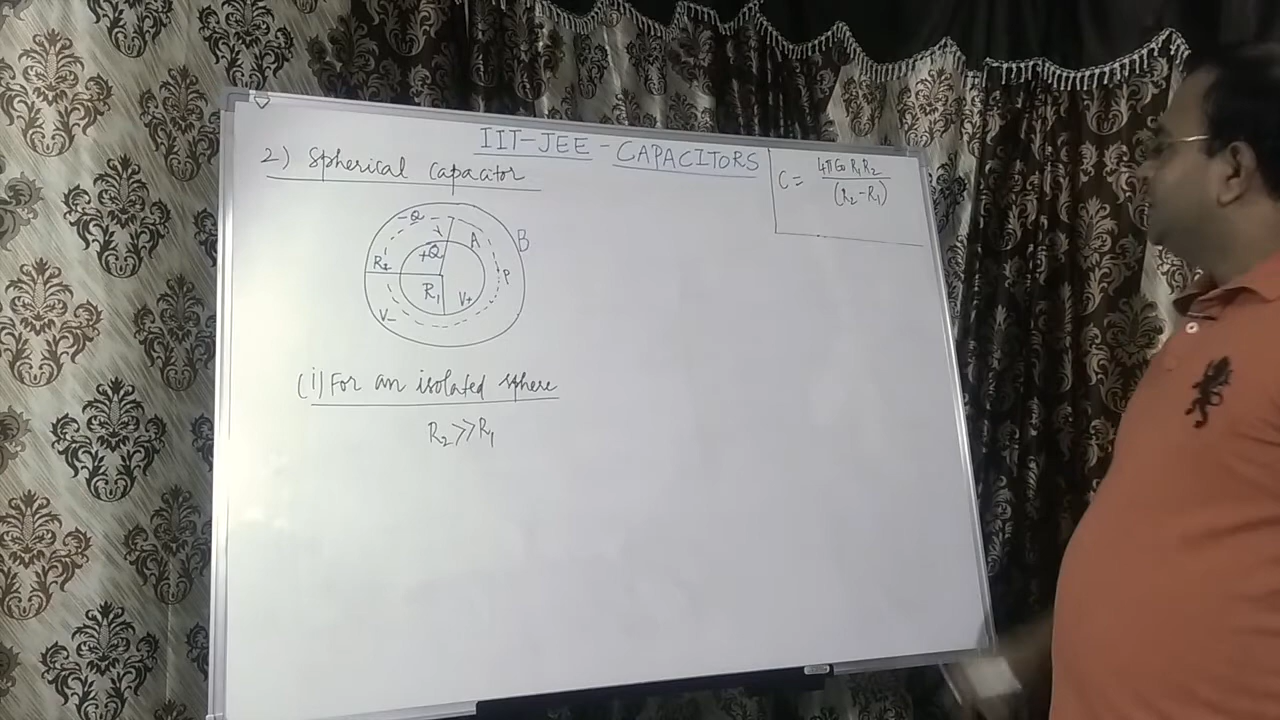 IIT-JEE-CAPACITORS
2) Spherical Capacitor
C = 4πε₀ R₁R₂ / (R₂-R₁)
-Q
r
A
B
+Q
R₂
P
R₁
V+
V-
(i) For an isolated sphere
R₂>>R₁